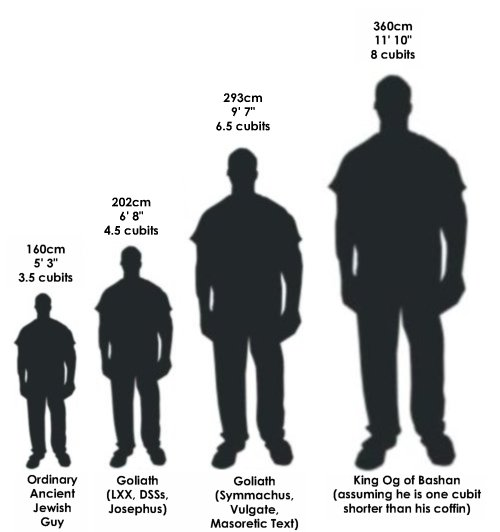 160cm
5' 3"
3.5 cubits
202cm
6' 8"
4.5 cubits
293cm
9' 7"
6.5 cubits
360cm
11' 10"
8 cubits
Ordinary
Ancient
Jewish
Guy
Goliath
(LXX, DSSs,
Josephus)
Goliath
(Symmachus,
Vulgate,
Masoretic Text)
King Og of Bashan
(assuming he is one cubit
shorter than his coffin)